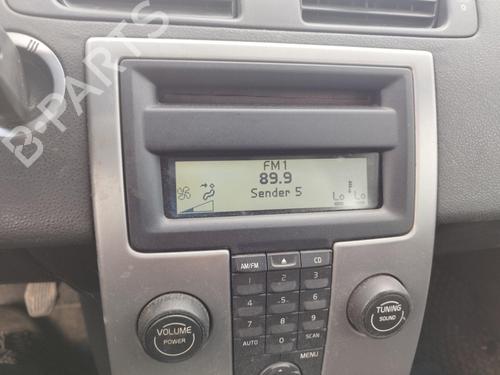 B-PARTS
FM1
89.9
Sender 5
Lo Lo
AM/FM CD
1 2 3
4 .5 6
7 8 9
AUTO 0 SCAN
MENU
VOLUME
POWER
TUNING
SOUND